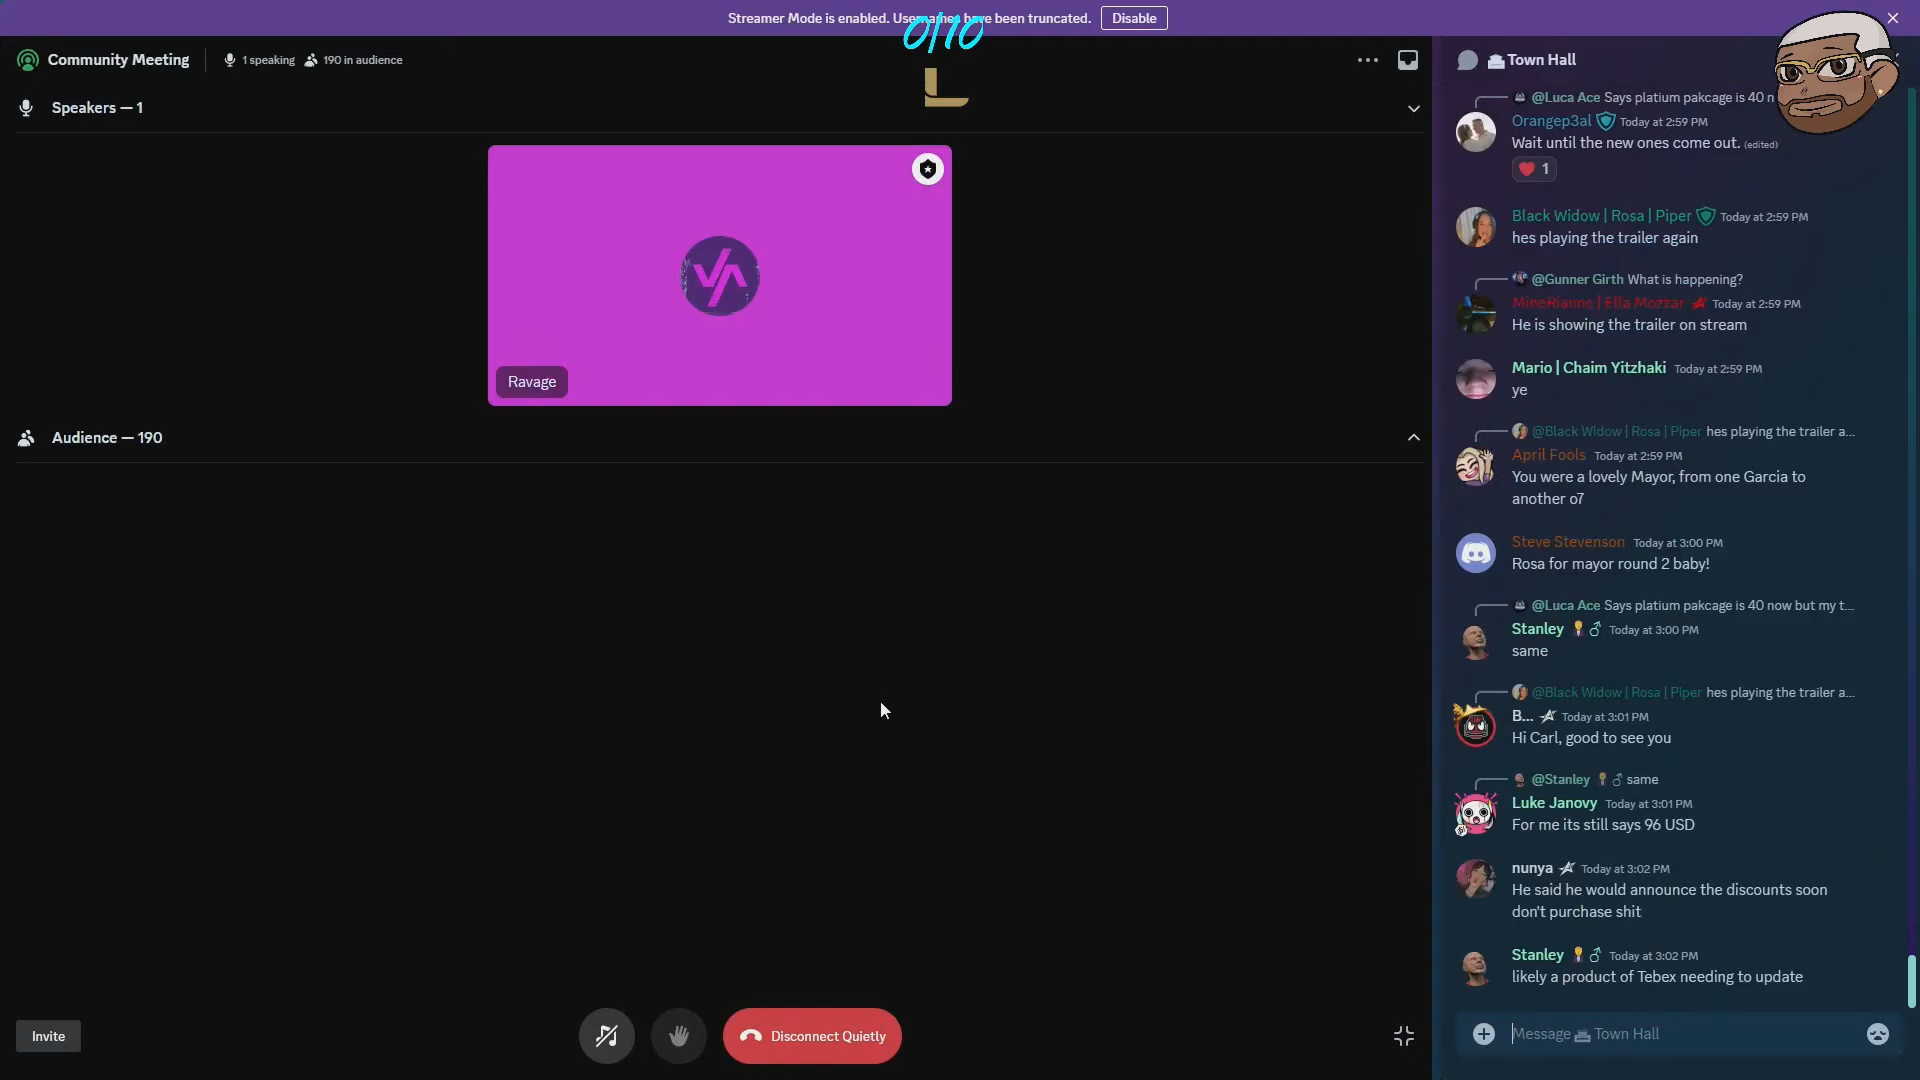 Streamer Mode is enabled. Usernames have been truncated.
Disable
0/10
L
Community Meeting
1 speaking
190 in audience
Speakers — 1
Ravage
Audience — 190
Invite
Disconnect Quietly
Town Hall
@Luca Ace Says platium pakcage is 40 n
Orangep3al Today at 2:59 PM
Wait until the new ones come out. (edited)
1
Black Widow | Rosa | Piper Today at 2:59 PM
hes playing the trailer again
@Gunner Girth What is happening?
MineRianne | Ella Mozzar Today at 2:59 PM
He is showing the trailer on stream
Mario | Chaim Yitzhaki Today at 2:59 PM
ye
@Black Widow | Rosa | Piper hes playing the trailer a...
April Fools Today at 2:59 PM
You were a lovely Mayor, from one Garcia to
another o7
Steve Stevenson Today at 3:00 PM
Rosa for mayor round 2 baby!
@Luca Ace Says platium pakcage is 40 now but my t...
Stanley Today at 3:00 PM
same
@Black Widow | Rosa | Piper hes playing the trailer a...
B... Today at 3:01 PM
Hi Carl, good to see you
@Stanley same
Luke Janovy Today at 3:01 PM
For me its still says 96 USD
nunya Today at 3:02 PM
He said he would announce the discounts soon
don't purchase shit
Stanley Today at 3:02 PM
likely a product of Tebex needing to update
Message Town Hall